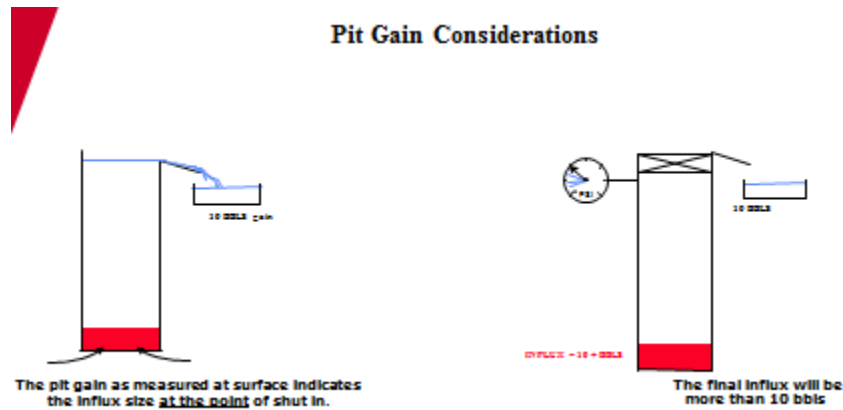 Pit Gain Considerations
10 BBLS gain
PSI
10 BBLS
INFLUX = 10 + BBLS
The pit gain as measured at surface indicates
the influx size at the point of shut in.
The final influx will be
more than 10 bbls